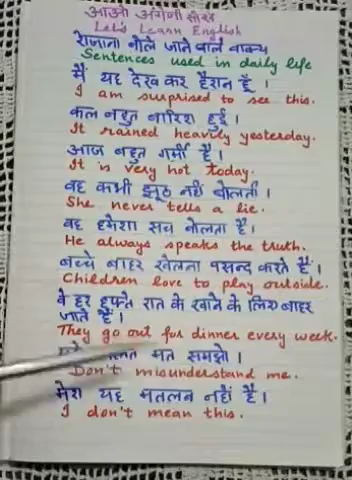 आओ अंग्रेजी सीखें
Let's Learn English
रोजाना बोले जाने वाले वाक्य
Sentences used in daily life
मैं यह देखकर हैरान हूँ।
I am surprised to see this.
कल बहुत बारिश हुई।
It rained heavily yesterday.
आज बहुत गर्मी है।
It is very hot today.
वह कभी झूठ नहीं बोलती।
She never tells a lie.
वह हमेशा सच बोलता है।
He always speaks the truth.
बच्चे बाहर खेलना पसन्द करते हैं।
Children love to play outside.
वे हर हफ्ते रात के खाने के लिए बाहर
जाते हैं।
They go out for dinner every week.
मत समझो।
Don't misunderstand me.
मेरा यह मतलब नहीं है।
I don't mean this.